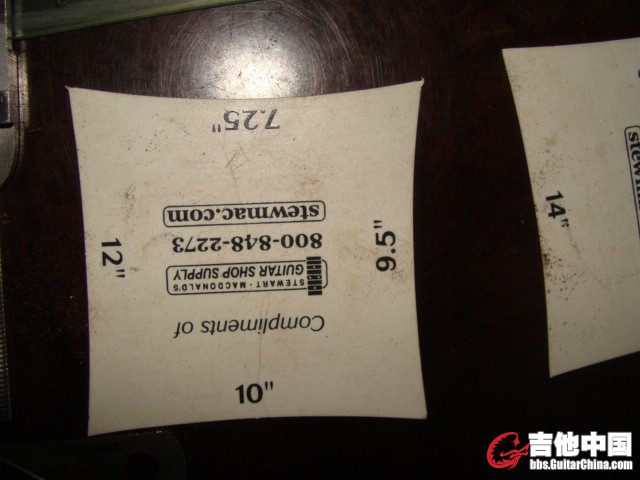 7.25"
12"
9.5"
10"
Compliments of
STEWART · MACDONALD'S
GUITAR SHOP SUPPLY
800-848-2273
stewmac.com
14"
stewm
吉他中国
bbs.GuitarChina.com